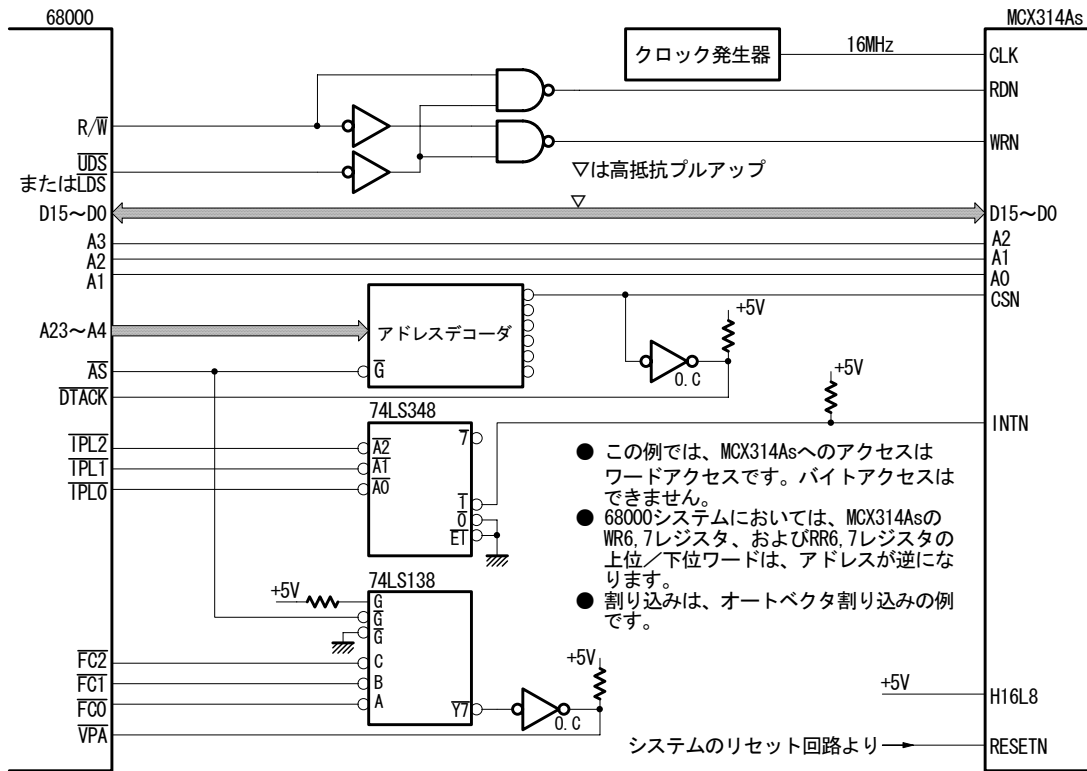 68000
MCX314As
クロック発生器
16MHz
CLK
RDN
R/W
WRN
UDS
またはLDS
▽は高抵抗プルアップ
▽
D15～D0
D15～D0
A3
A2
A2
A1
A1
A0
CSN
アドレスデコーダ
+5V
A23～A4
AS
G
O.C
+5V
DTACK
74LS348
INTN
7
IPL2
A2
IPL1
A1
IPL0
A0
1
0
ET
● この例では、MCX314Asへのアクセスは
ワードアクセスです。バイトアクセスは
できません。
● 68000システムにおいては、MCX314Asの
WR6,7レジスタ、およびRR6,7レジスタの
上位／下位ワードは、アドレスが逆にな
ります。
● 割り込みは、オートベクタ割り込みの例
です。
74LS138
+5V
G
G
G
FC2
C
FC1
B
FC0
A
Y7
+5V
O.C
VPA
+5V
H16L8
システムのリセット回路より
RESETN